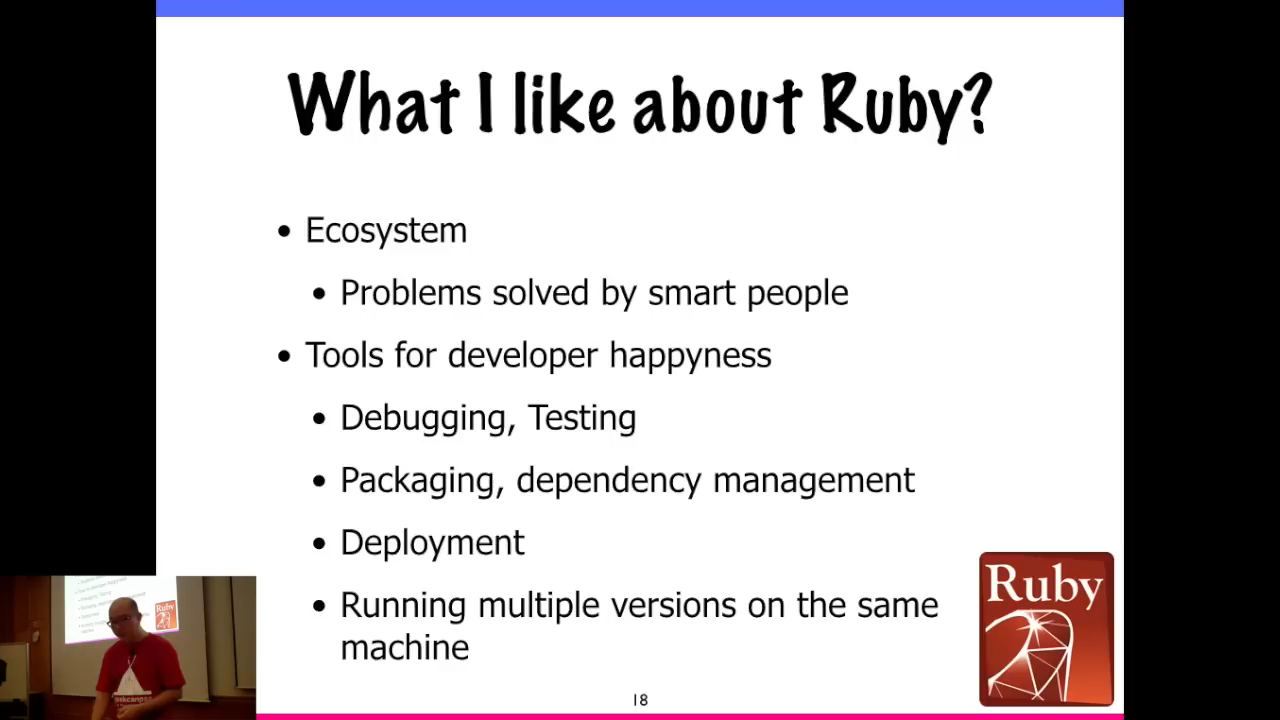 What I like about Ruby?
• Ecosystem
• Problems solved by smart people
• Tools for developer happyness
• Debugging, Testing
• Packaging, dependency management
• Deployment
• Running multiple versions on the same
machine
Ruby
18
Ruby